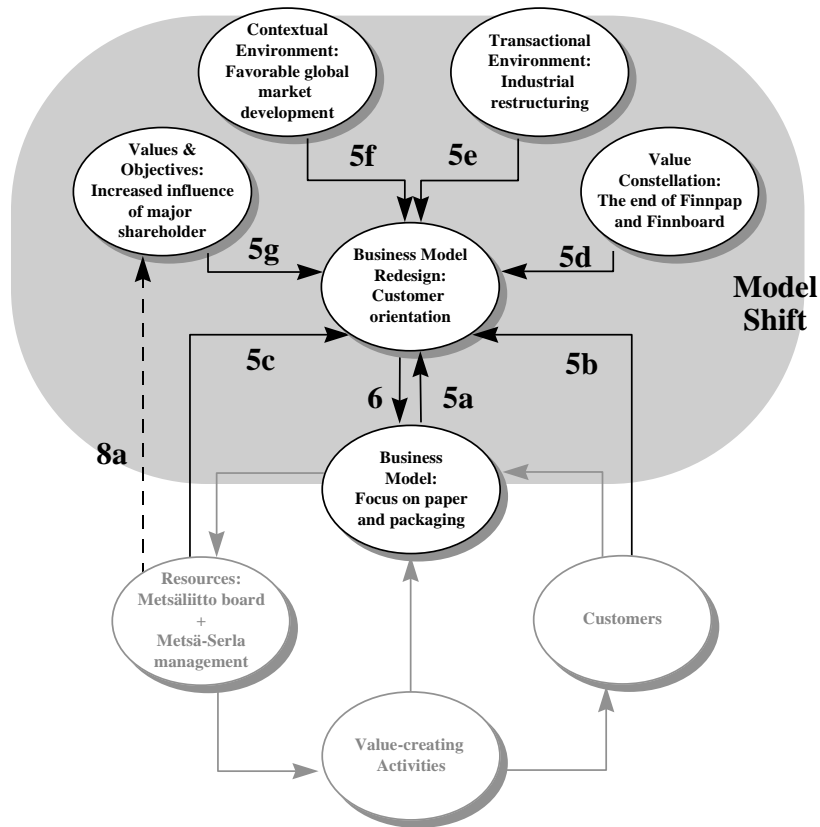 Contextual
Environment:
Favorable global
market
development
Transactional
Environment:
Industrial
restructuring
Values &
Objectives:
Increased influence
of major
shareholder
Value
Constellation:
The end of Finnpap
and Finnboard
5f
5e
5g
5d
Business Model
Redesign:
Customer
orientation
Model
Shift
5c
5b
6
5a
8a
Business
Model:
Focus on paper
and packaging
Resources:
Metsäliitto board
+
Metsä-Serla
management
Customers
Value-creating
Activities